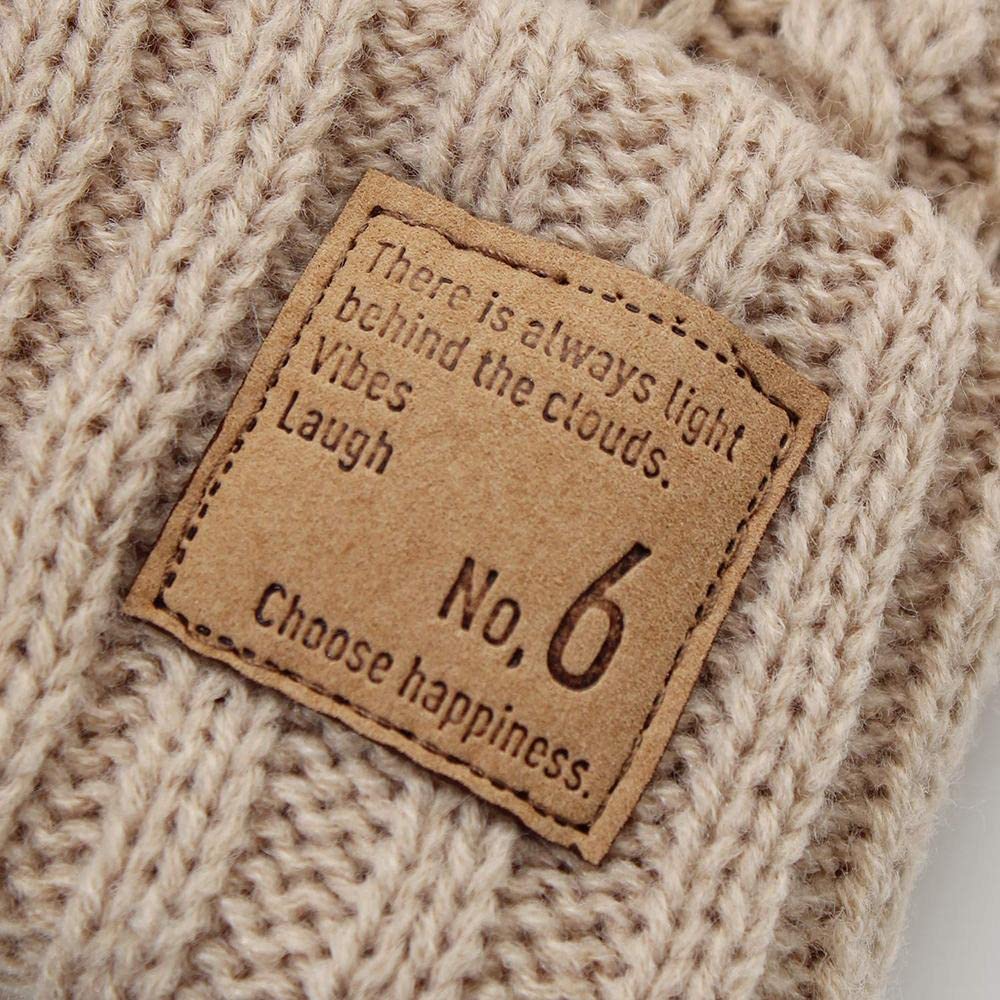 There is always light
behind the clouds.
Vibes
Laugh
No, 6
Choose happiness.